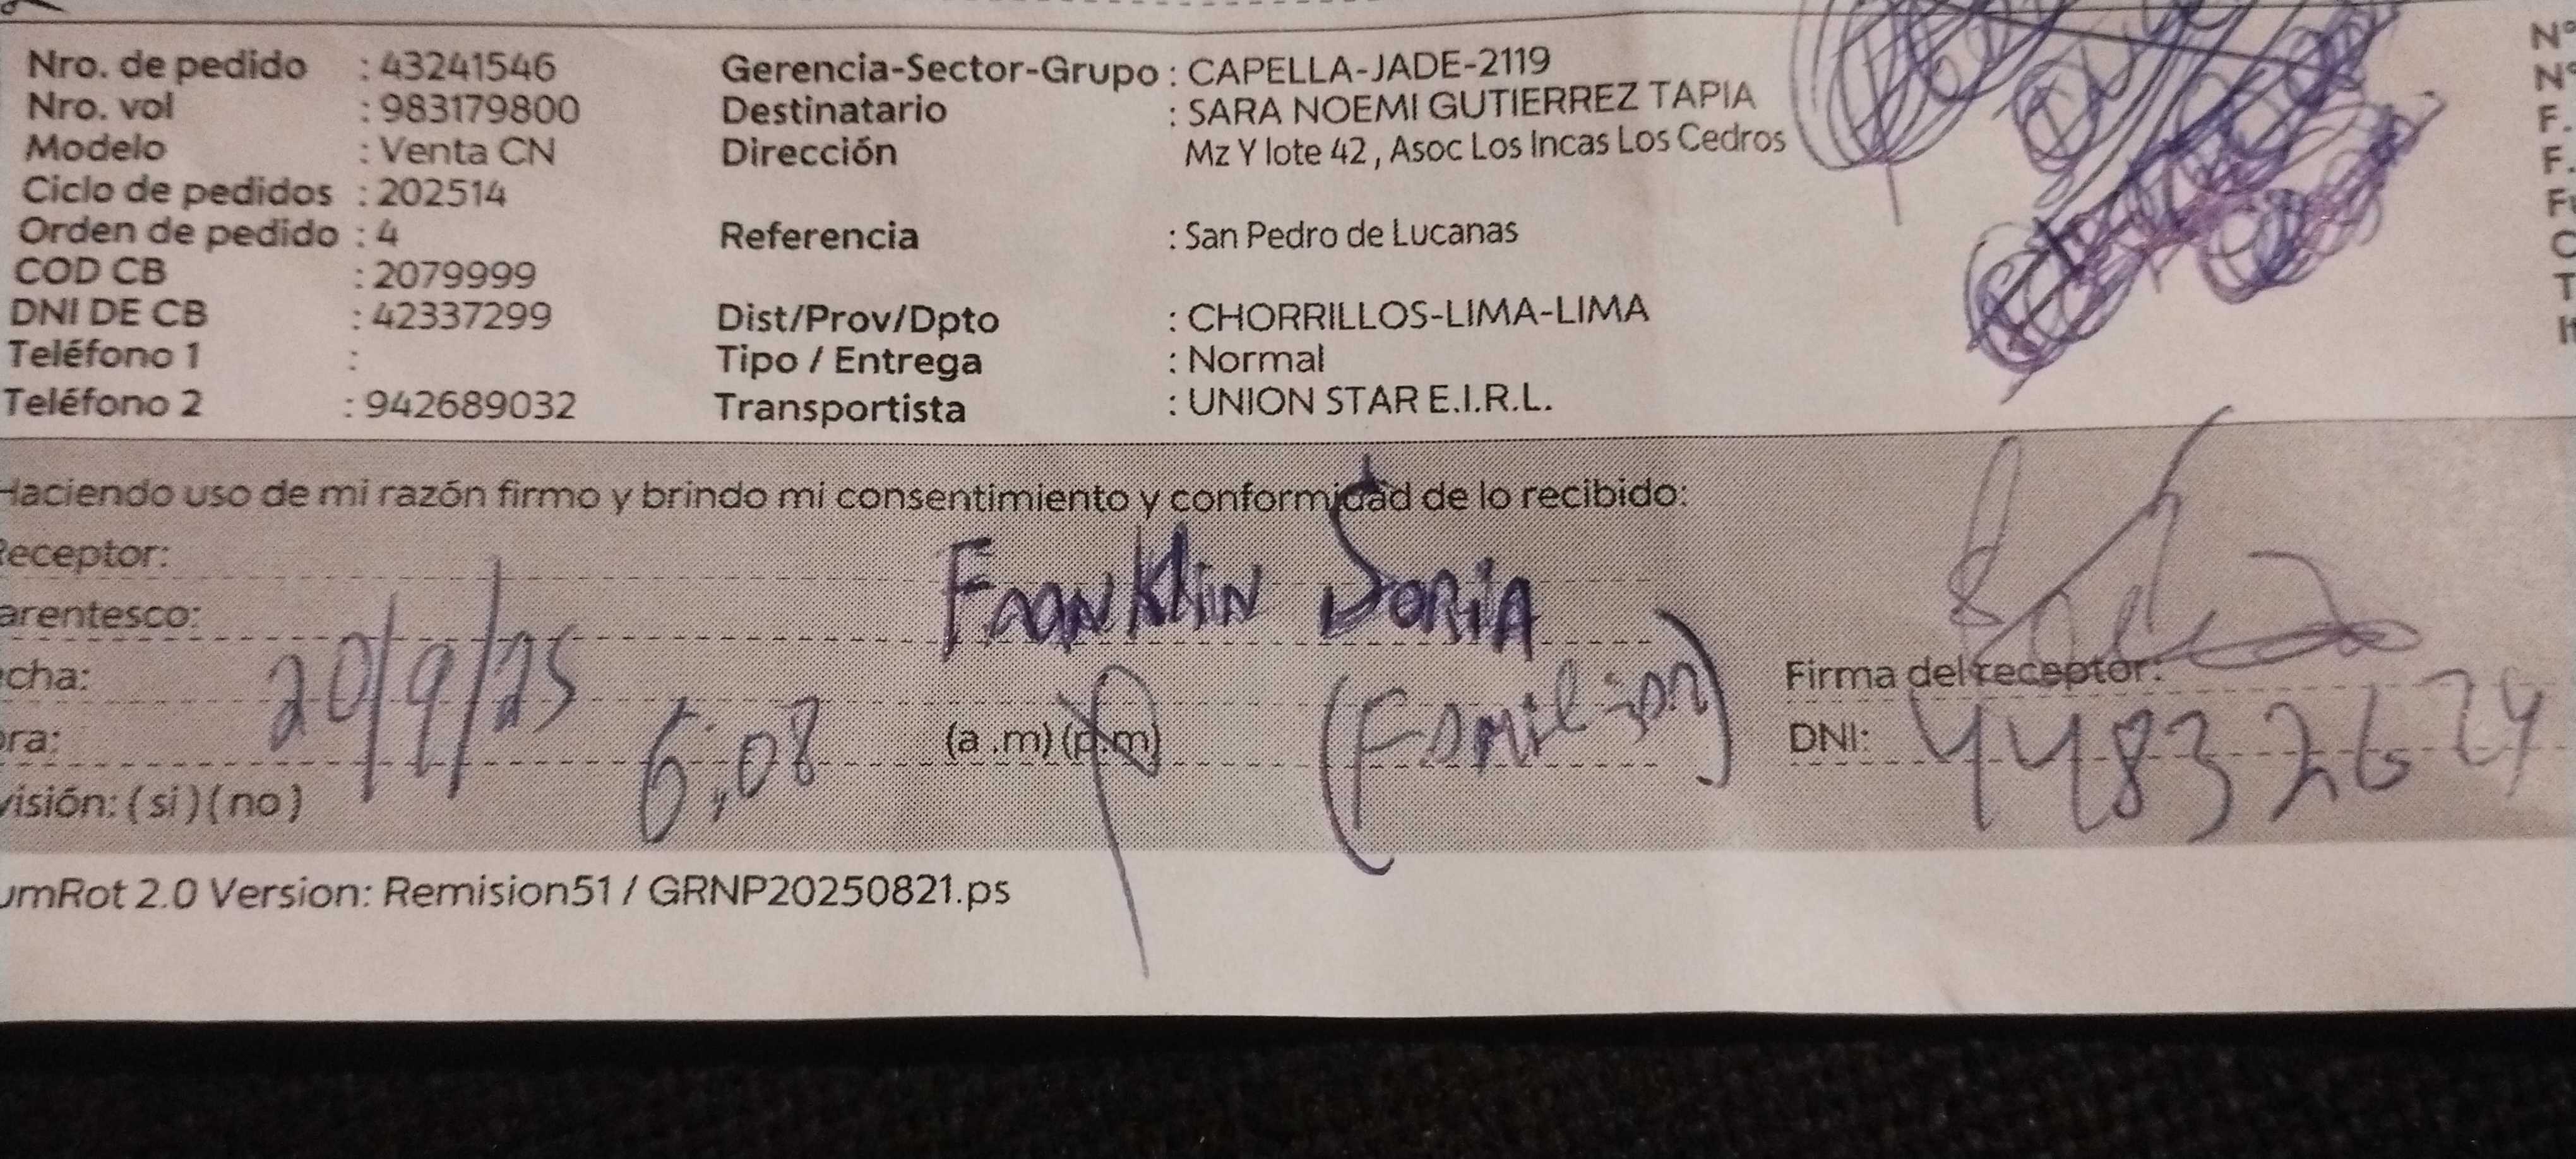 Nro. de pedido : 43241546 Gerencia-Sector-Grupo : CAPELLA-JADE-2119
Nro. vol : 983179800 Destinatario : SARA NOEMI GUTIERREZ TAPIA
Modelo : Venta CN Dirección Mz Y lote 42, Asoc Los Incas Los Cedros
Ciclo de pedidos : 202514
Orden de pedido : 4 Referencia : San Pedro de Lucanas
COD CB : 2079999
DNI DE CB : 42337299 Dist/Prov/Dpto : CHORRILLOS-LIMA-LIMA
Teléfono 1 : Tipo / Entrega : Normal
Teléfono 2 : 942689032 Transportista : UNION STAR E.I.R.L.
Haciendo uso de mi razón firmo y brindo mi consentimiento y conformidad de lo recibido:
Receptor: Franklin Soria
arentesco: (Familiar)
cha: 20/9/25 Firma del receptor:
ora: 6:08 (a .m) (p.m) DNI:
visión: (si) (no)
umRot 2.0 Version: Remision51 / GRNP20250821.ps